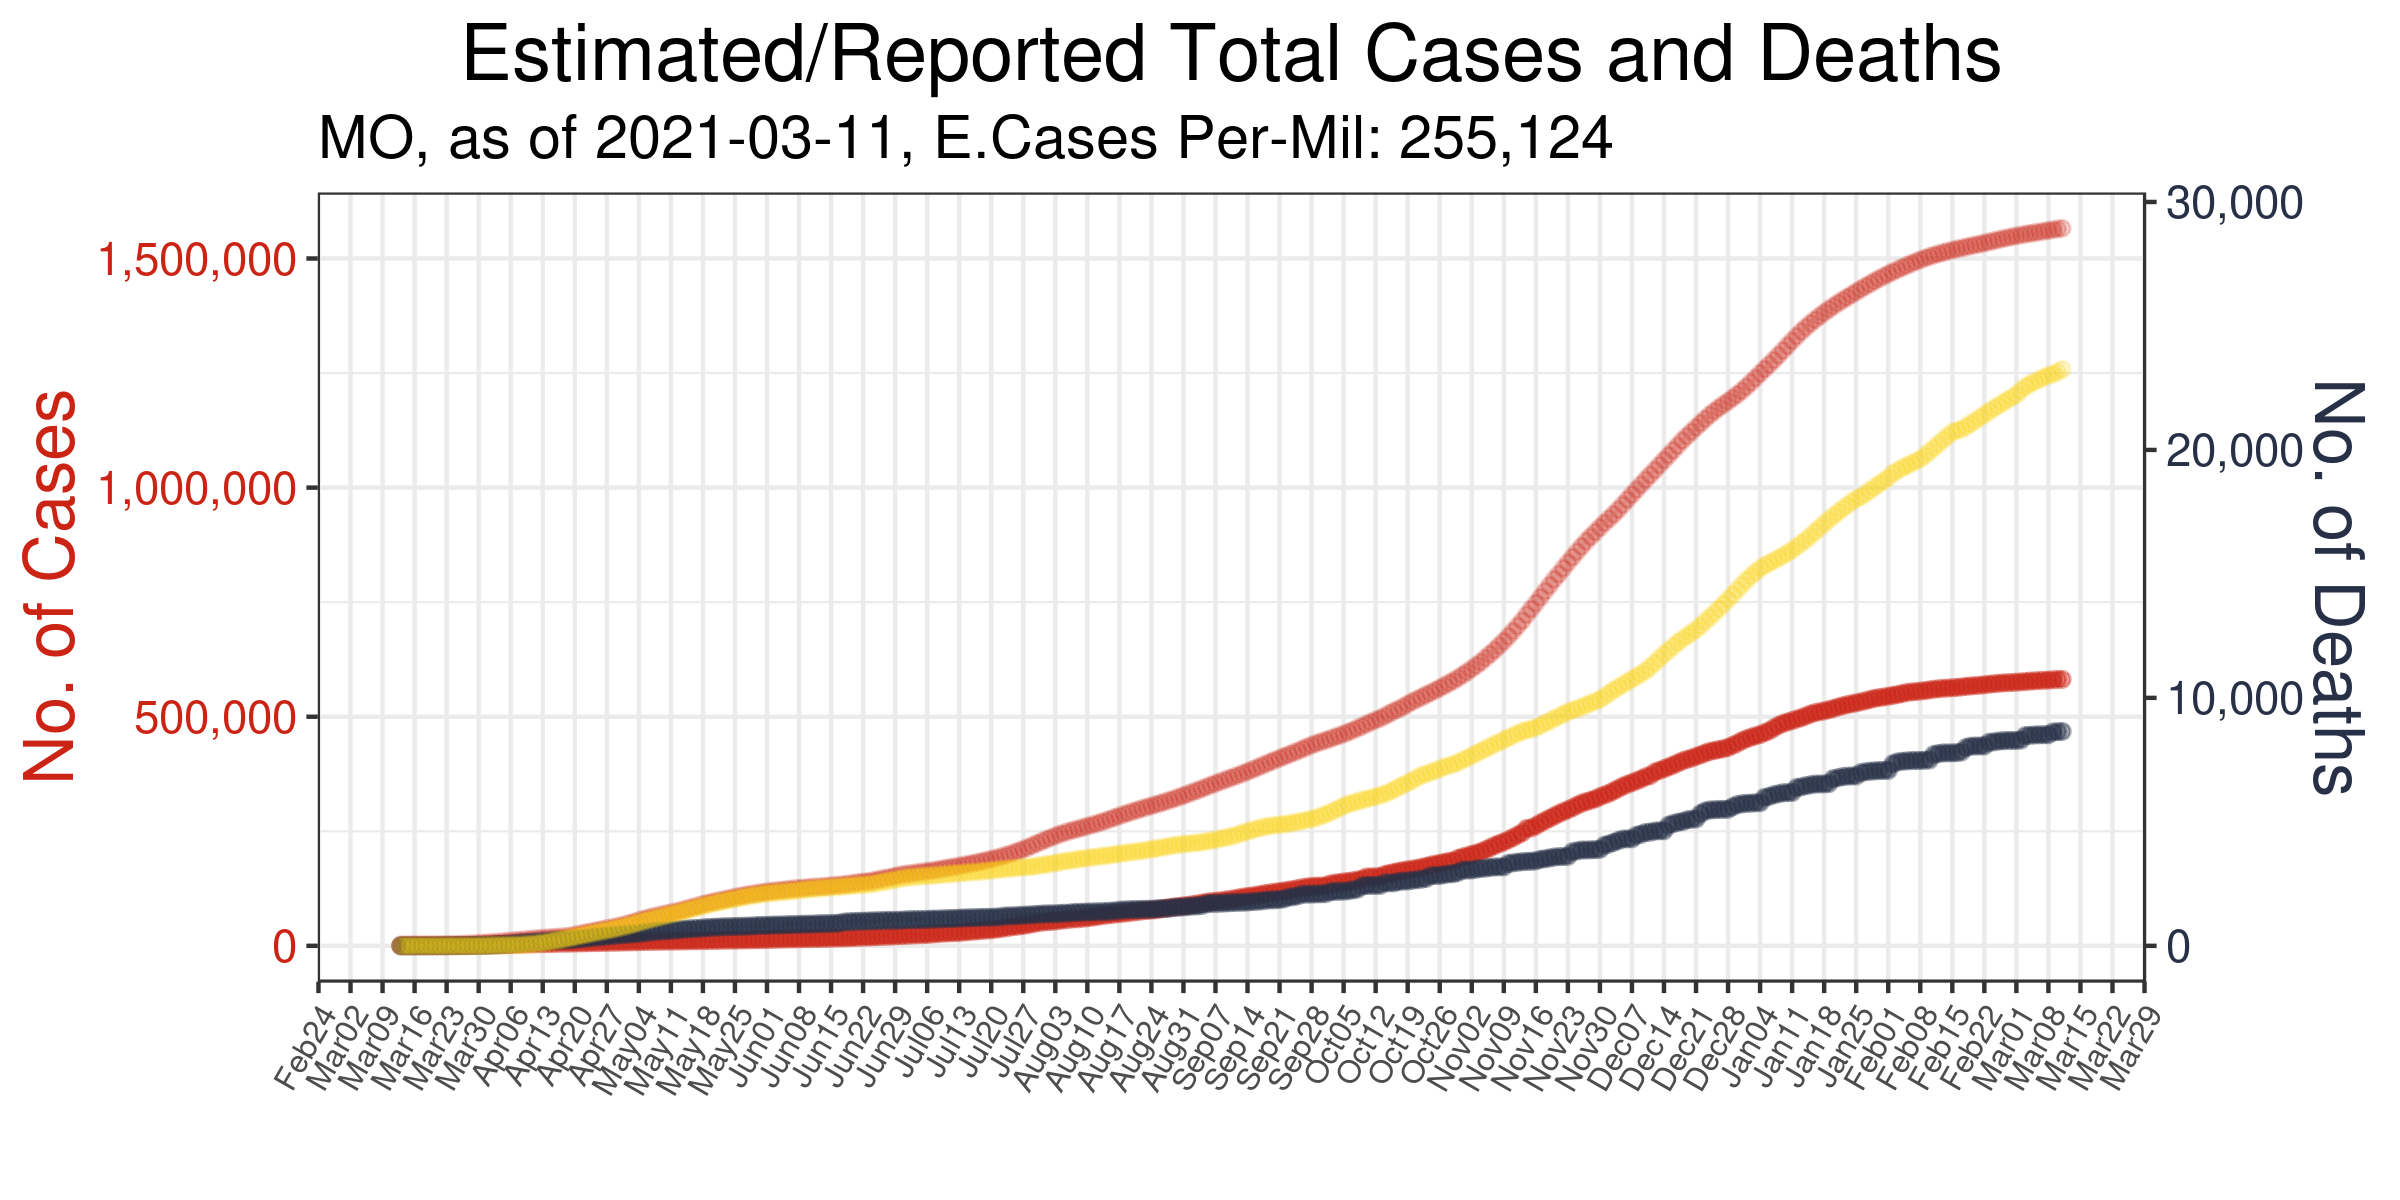 Estimated/Reported Total Cases and Deaths
MO, as of 2021-03-11, E.Cases Per-Mil: 255,124
No. of Cases
1,500,000
1,000,000
500,000
0
30,000
20,000
10,000
0
No. of Deaths
Feb24
Mar02
Mar09
Mar16
Mar23
Mar30
Apr06
Apr13
Apr20
Apr27
May04
May11
May18
May25
Jun01
Jun08
Jun15
Jun22
Jun29
Jul06
Jul13
Jul20
Jul27
Aug03
Aug10
Aug17
Aug24
Aug31
Sep07
Sep14
Sep21
Sep28
Oct05
Oct12
Oct19
Oct26
Nov02
Nov09
Nov16
Nov23
Nov30
Dec07
Dec14
Dec21
Dec28
Jan04
Jan11
Jan18
Jan25
Feb01
Feb08
Feb15
Feb22
Mar01
Mar08
Mar15
Mar22
Mar29